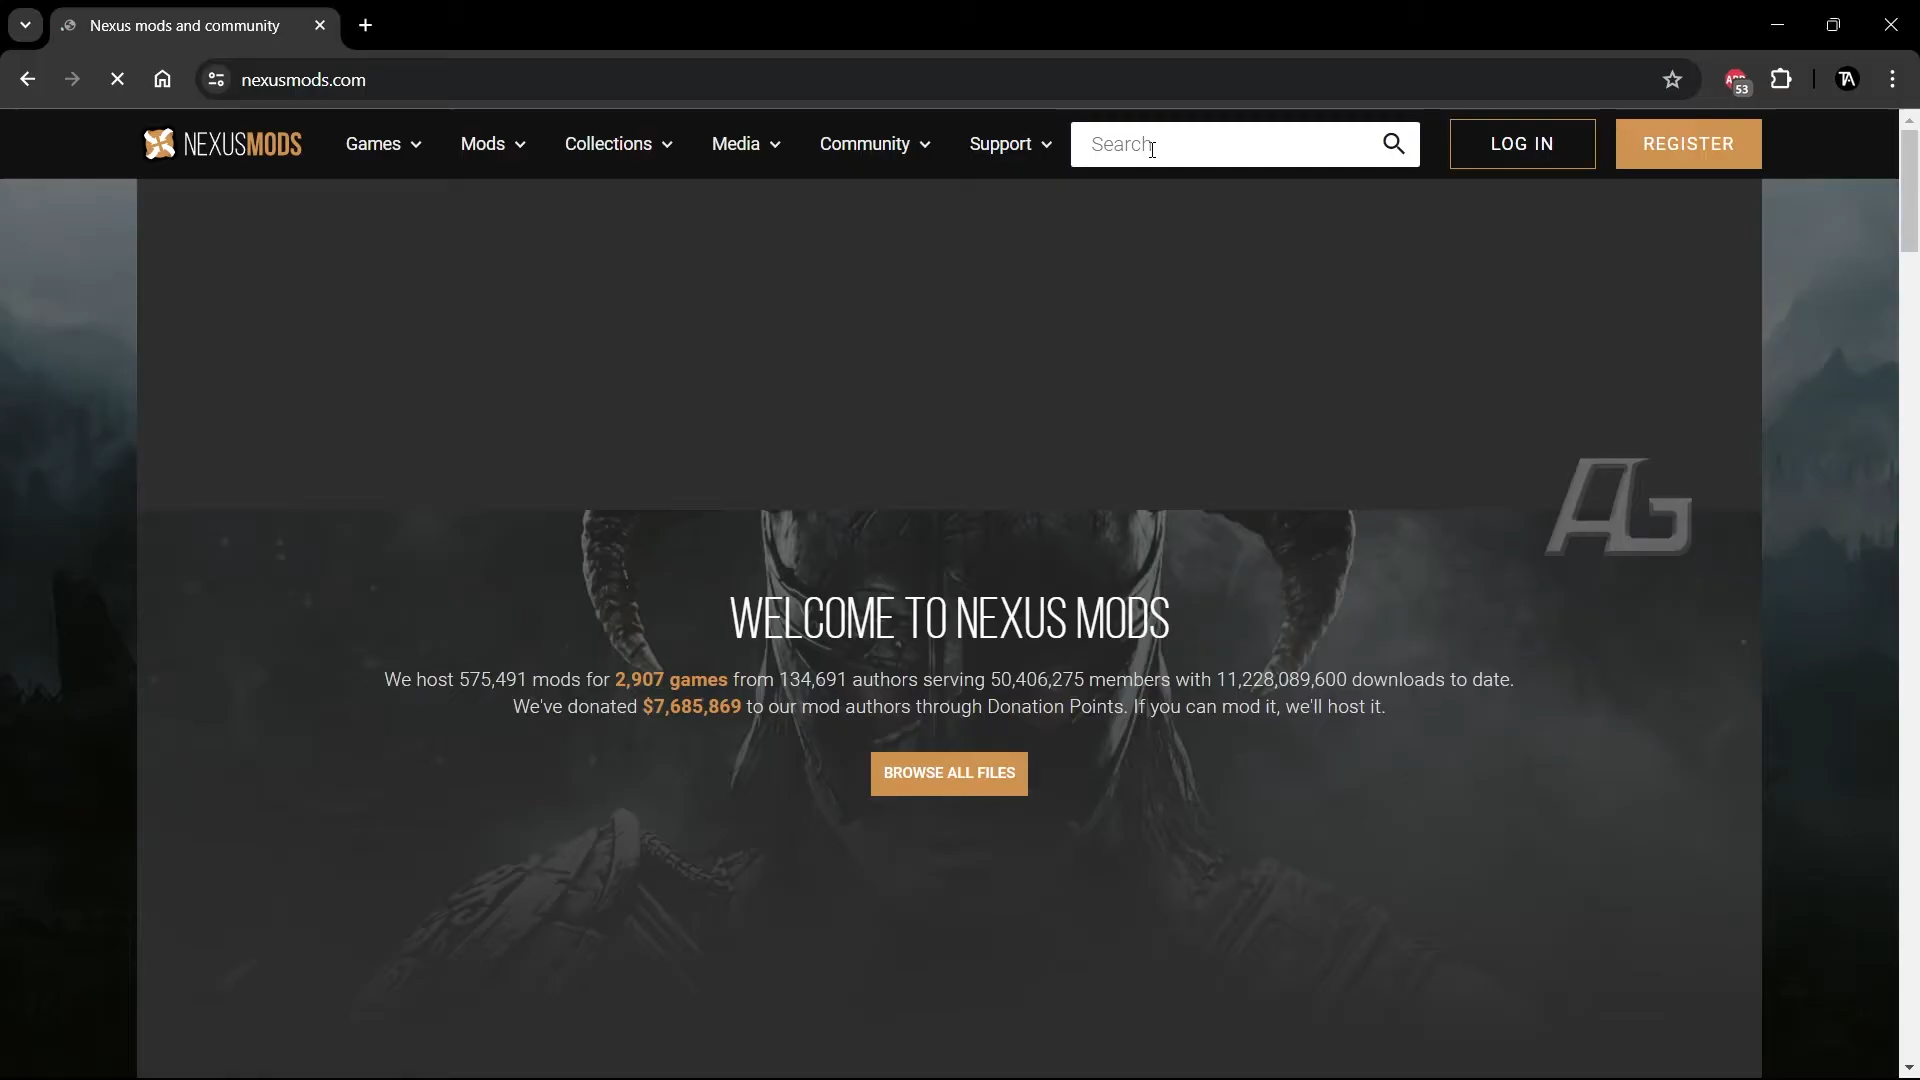 Nexus mods and community
nexusmods.com
ABP
53
TA
NEXUSMODS
Games
Mods
Collections
Media
Community
Support
Search
LOG IN
REGISTER
AG
WELCOME TO NEXUS MODS
We host 575,491 mods for 2,907 games from 134,691 authors serving 50,406,275 members with 11,228,089,600 downloads to date.
We've donated $7,685,869 to our mod authors through Donation Points. If you can mod it, we'll host it.
BROWSE ALL FILES